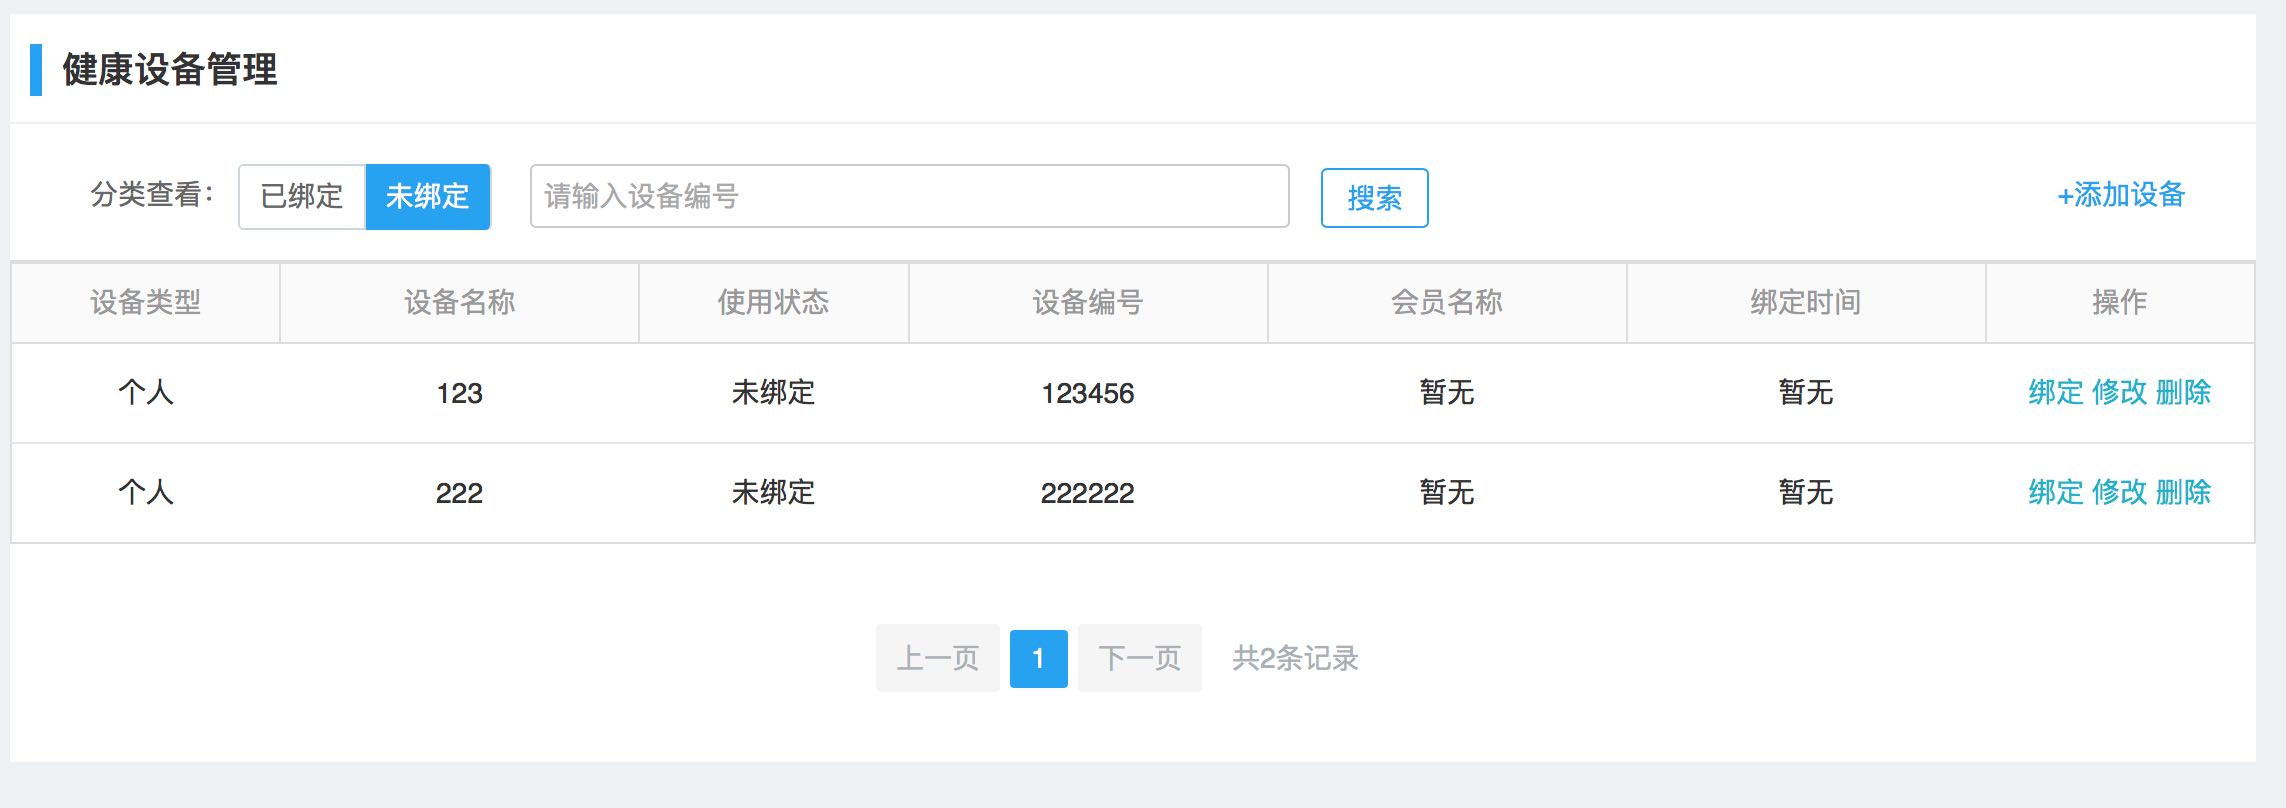 健康设备管理
分类查看： 已绑定 未绑定 请输入设备编号 搜索 +添加设备
设备类型 设备名称 使用状态 设备编号 会员名称 绑定时间 操作
个人 123 未绑定 123456 暂无 暂无 绑定 修改 删除
个人 222 未绑定 222222 暂无 暂无 绑定 修改 删除
上一页 1 下一页 共2条记录